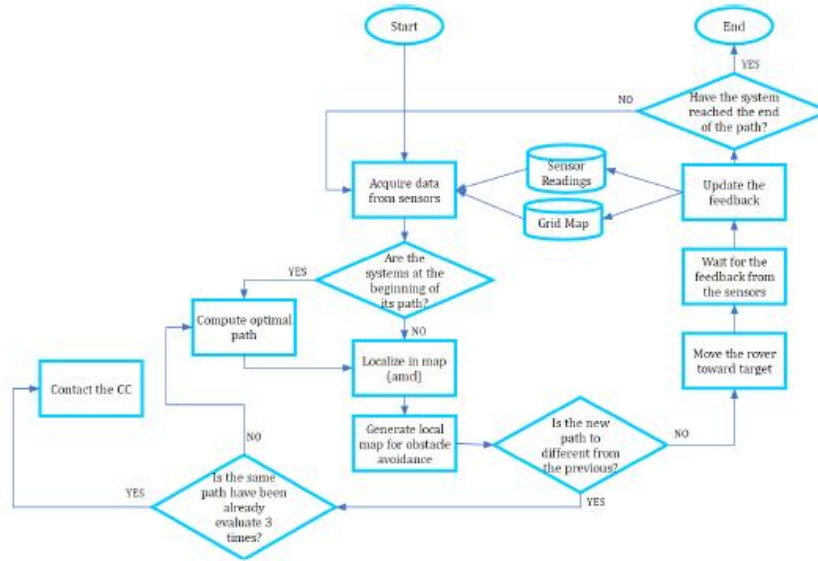 Start
End
YES
NO
Have the system
reached the end
of the path?
Sensor
Readings
Acquire data
from sensors
Update the
feedback
Grid Map
Are the
systems at the
beginning of
its path?
YES
Wait for the
feedback from
the sensors
Compute optimal
path
NO
Localize in map
(amcl)
Move the rover
toward target
Contact the CC
Generate local
map for obstacle
avoidance
Is the new
path to
different from
the previous?
NO
NO
YES
Is the same
path have been
already
evaluate 3
times?
YES